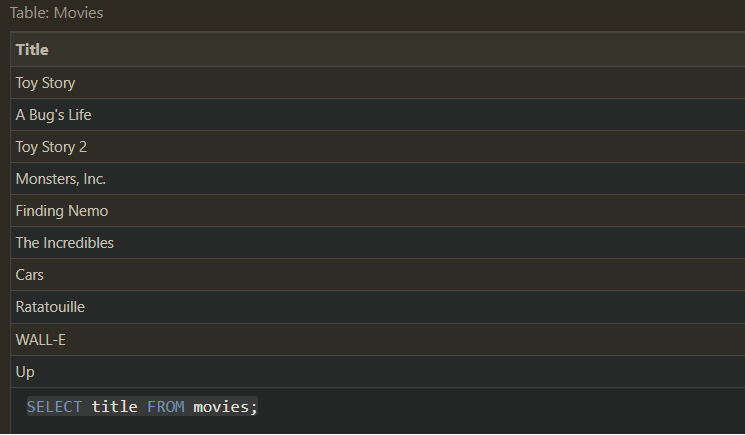 Table: Movies
Title
Toy Story
A Bug's Life
Toy Story 2
Monsters, Inc.
Finding Nemo
The Incredibles
Cars
Ratatouille
WALL-E
Up
SELECT title FROM movies;